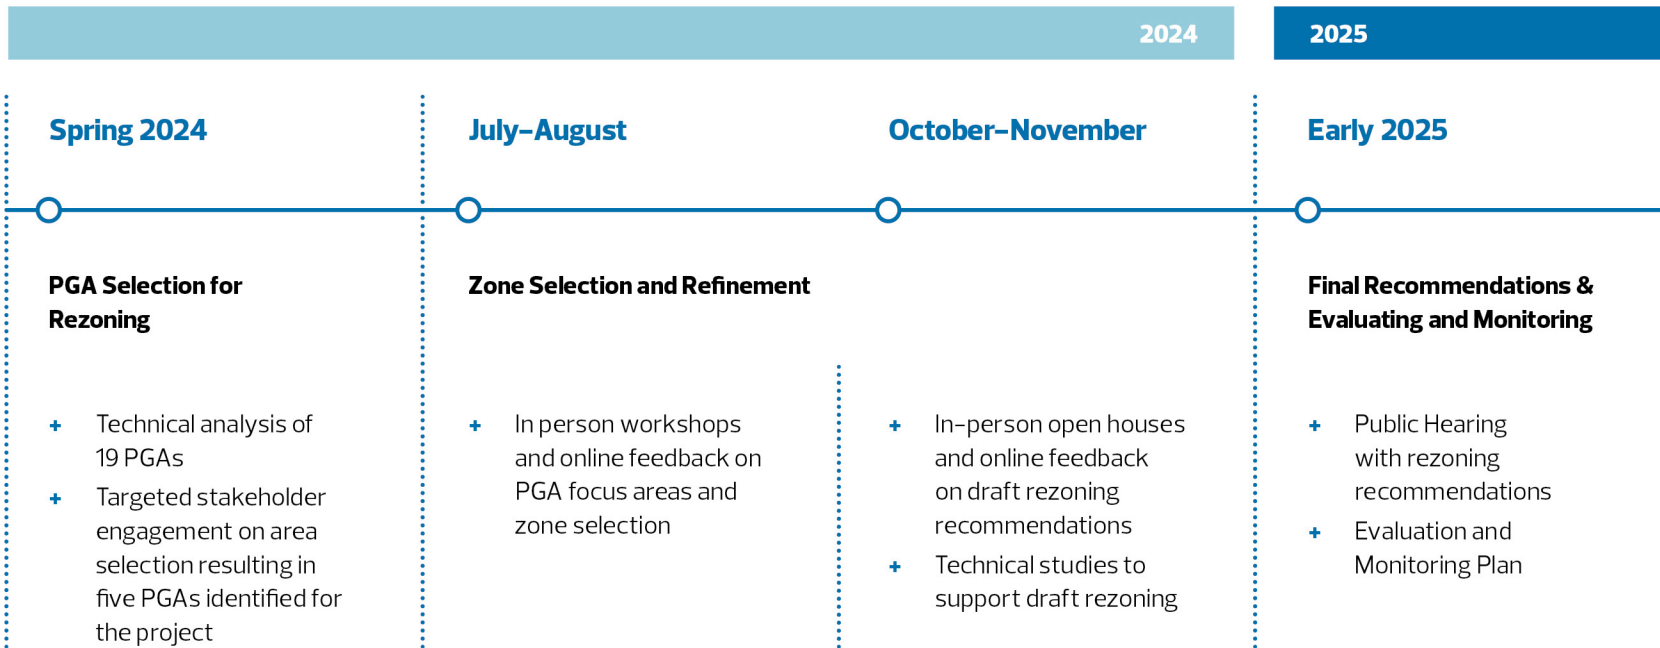 2024
2025
Spring 2024
July–August
October–November
Early 2025
PGA Selection for
Rezoning
Zone Selection and Refinement
Final Recommendations &
Evaluating and Monitoring
+ Technical analysis of
19 PGAs
+ Targeted stakeholder
engagement on area
selection resulting in
five PGAs identified for
the project
+ In person workshops
and online feedback on
PGA focus areas and
zone selection
+ In-person open houses
and online feedback
on draft rezoning
recommendations
+ Technical studies to
support draft rezoning
+ Public Hearing
with rezoning
recommendations
+ Evaluation and
Monitoring Plan